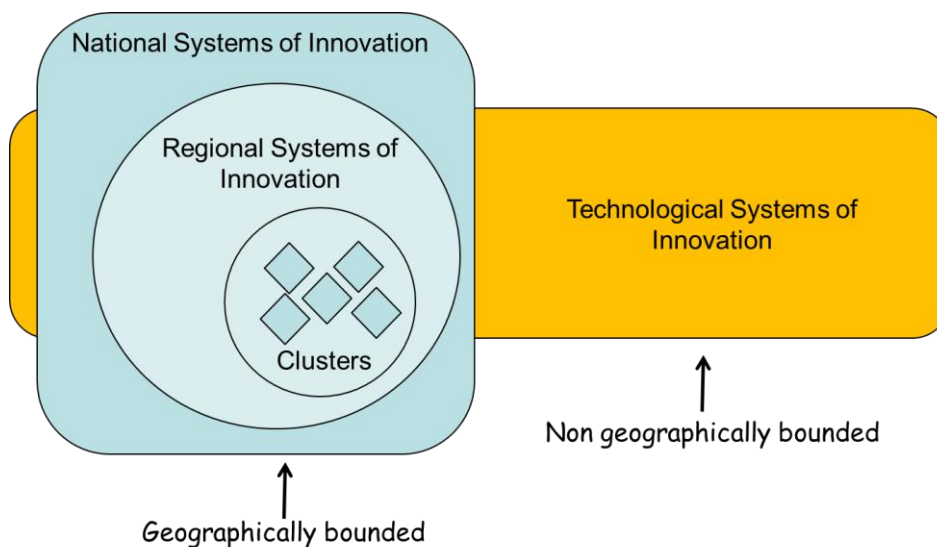 National Systems of Innovation
Regional Systems of
Innovation
Clusters
Technological Systems of
Innovation
Non geographically bounded
Geographically bounded